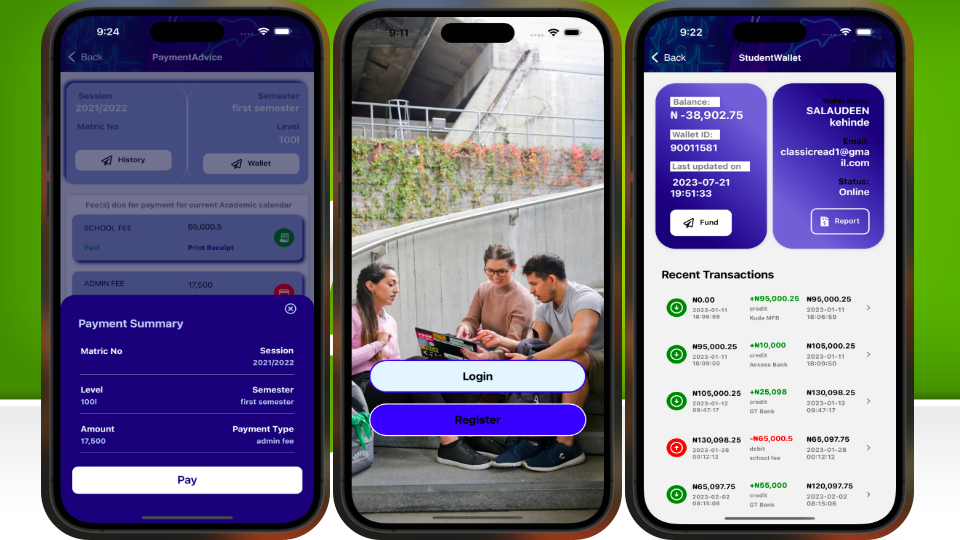 9:24
Back
PaymentAdvice
Session
2021/2022
Semester
first semester
Matric No
Level
100l
History
Wallet
Fee(s) due for payment for current Academic calendar
SCHOOL FEE
65,000.5
Paid
Print Receipt
ADMIN FEE
17,500
Payment Summary
Matric No
Session
2021/2022
Level
100l
Semester
first semester
Amount
17,500
Payment Type
admin fee
Pay
9:11
Login
Register
9:22
Back
StudentWallet
Balance:
₦ -38,902.75
Wallet ID:
90011581
Last updated on
2023-07-21
19:51:33
Fund
Wallet name:
SALAUDEEN
kehinde
Email:
classicread1@gma
il.com
Status:
Online
Report
Recent Transactions
₦0.00
2023-01-11
18:06:59
+₦95,000.25
credit
Kuda MFB
₦95,000.25
2023-01-11
18:06:59
₦95,000.25
2023-01-11
18:09:50
+₦10,000
credit
Access Bank
₦105,000.25
2023-01-11
18:09:50
₦105,000.25
2023-01-12
09:47:17
+₦25,098
credit
GT Bank
₦130,098.25
2023-01-12
09:47:17
₦130,098.25
2023-01-28
00:12:12
-₦65,000.5
debit
school fee
₦65,097.75
2023-01-28
00:12:12
₦65,097.75
2023-02-02
08:15:06
+₦55,000
credit
GT Bank
₦120,097.75
2023-02-02
08:15:06